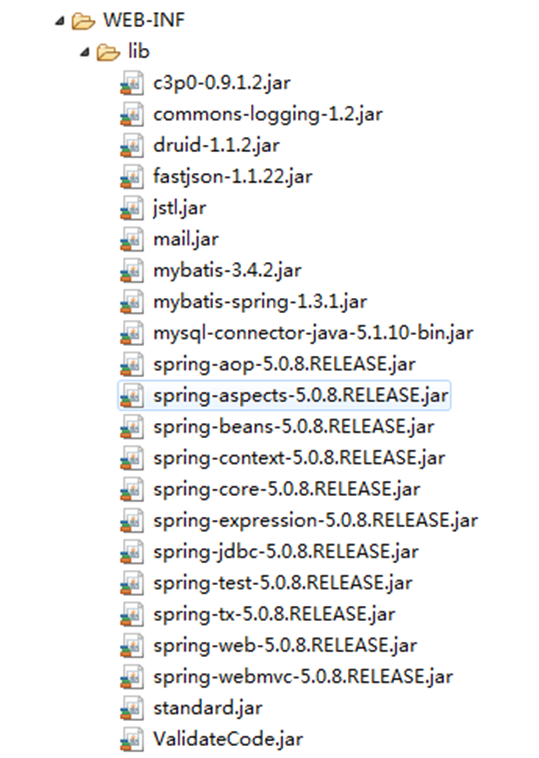 WEB-INF
lib
c3p0-0.9.1.2.jar
commons-logging-1.2.jar
druid-1.1.2.jar
fastjson-1.1.22.jar
jstl.jar
mail.jar
mybatis-3.4.2.jar
mybatis-spring-1.3.1.jar
mysql-connector-java-5.1.10-bin.jar
spring-aop-5.0.8.RELEASE.jar
spring-aspects-5.0.8.RELEASE.jar
spring-beans-5.0.8.RELEASE.jar
spring-context-5.0.8.RELEASE.jar
spring-core-5.0.8.RELEASE.jar
spring-expression-5.0.8.RELEASE.jar
spring-jdbc-5.0.8.RELEASE.jar
spring-test-5.0.8.RELEASE.jar
spring-tx-5.0.8.RELEASE.jar
spring-web-5.0.8.RELEASE.jar
spring-webmvc-5.0.8.RELEASE.jar
standard.jar
ValidateCode.jar